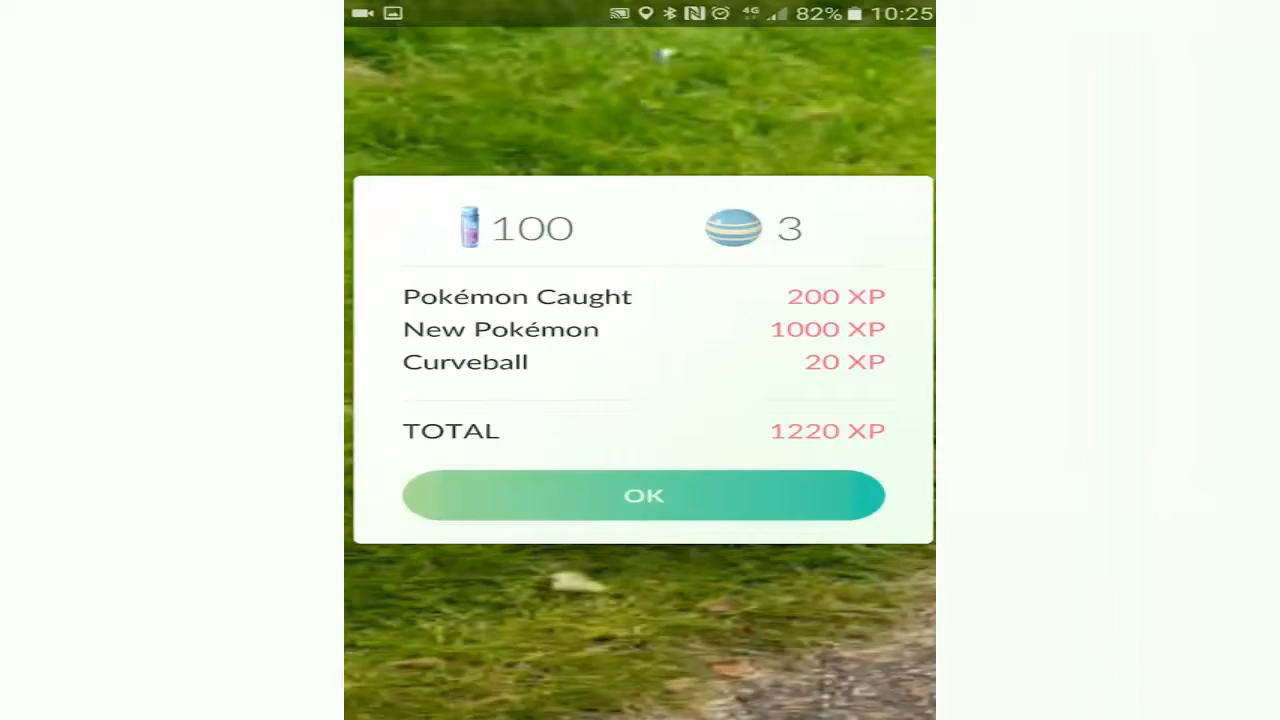 4G 82% 10:25
100 3
Pokémon Caught 200 XP
New Pokémon 1000 XP
Curveball 20 XP
TOTAL 1220 XP
OK